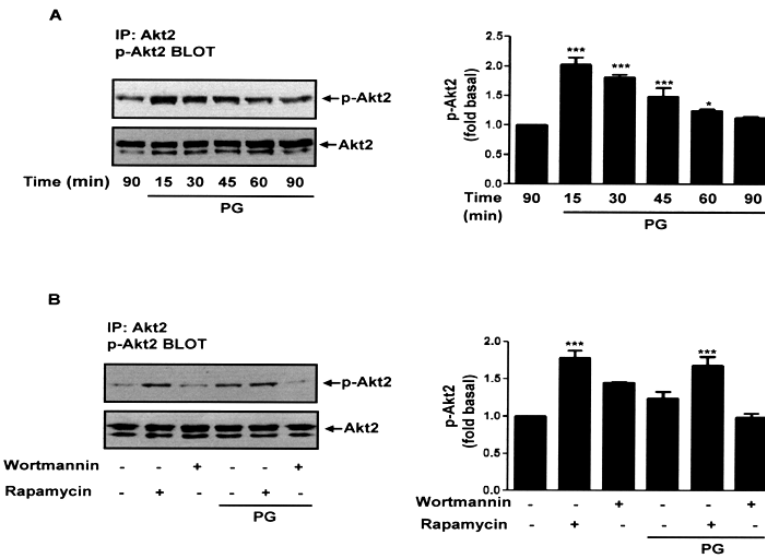 A
IP: Akt2
p-Akt2 BLOT
p-Akt2
Akt2
Time (min) 90 15 30 45 60 90
PG
p-Akt2
(fold basal)
2.5
2.0
1.5
1.0
0.5
0.0
*** *** *** *
Time
(min)
90 15 30 45 60 90
PG
B
IP: Akt2
p-Akt2 BLOT
p-Akt2
Akt2
Wortmannin - - + - - +
Rapamycin - + - - + -
PG
p-Akt2
(fold basal)
2.0
1.5
1.0
0.5
0.0
*** ***
Wortmannin - - + - - +
Rapamycin - + - - + -
PG